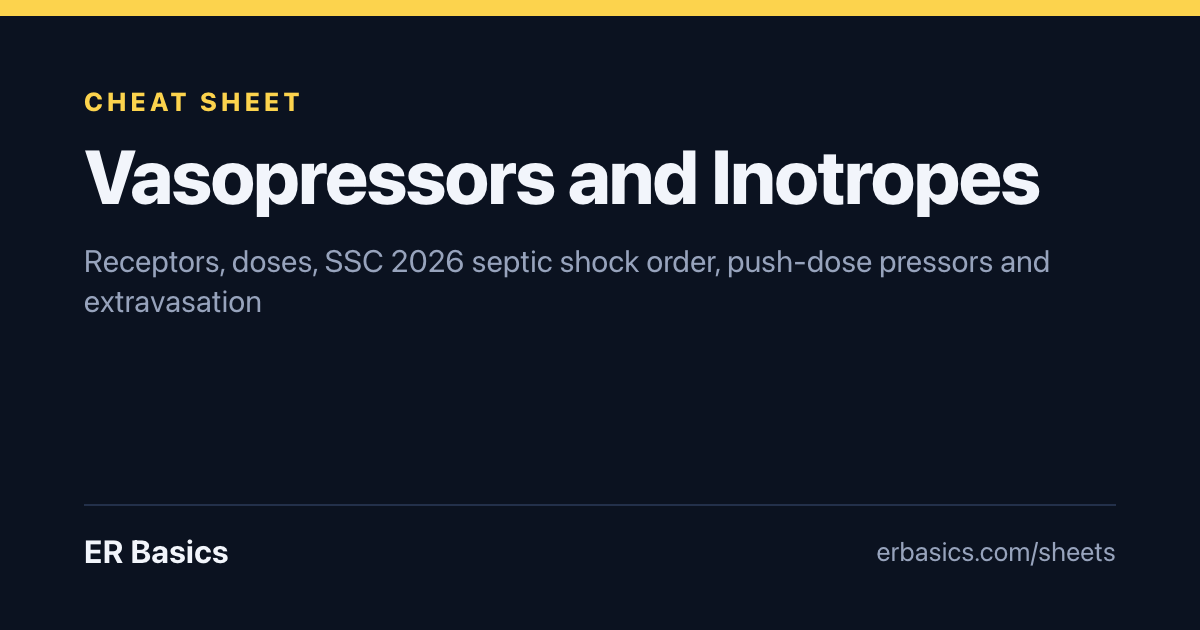 CHEAT SHEET
Vasopressors and Inotropes
Receptors, doses, SSC 2026 septic shock order, push-dose pressors and
extravasation
ER Basics
erbasics.com/sheets